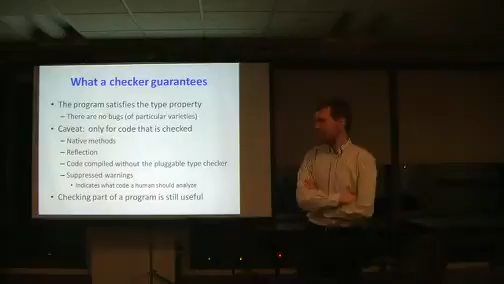 What a checker guarantees
• The program satisfies the type property
– There are no bugs (of particular varieties)
• Caveat: only for code that is checked
– Native methods
– Reflection
– Code compiled without the pluggable type checker
– Suppressed warnings
• Indicates what code a human should analyze
• Checking part of a program is still useful